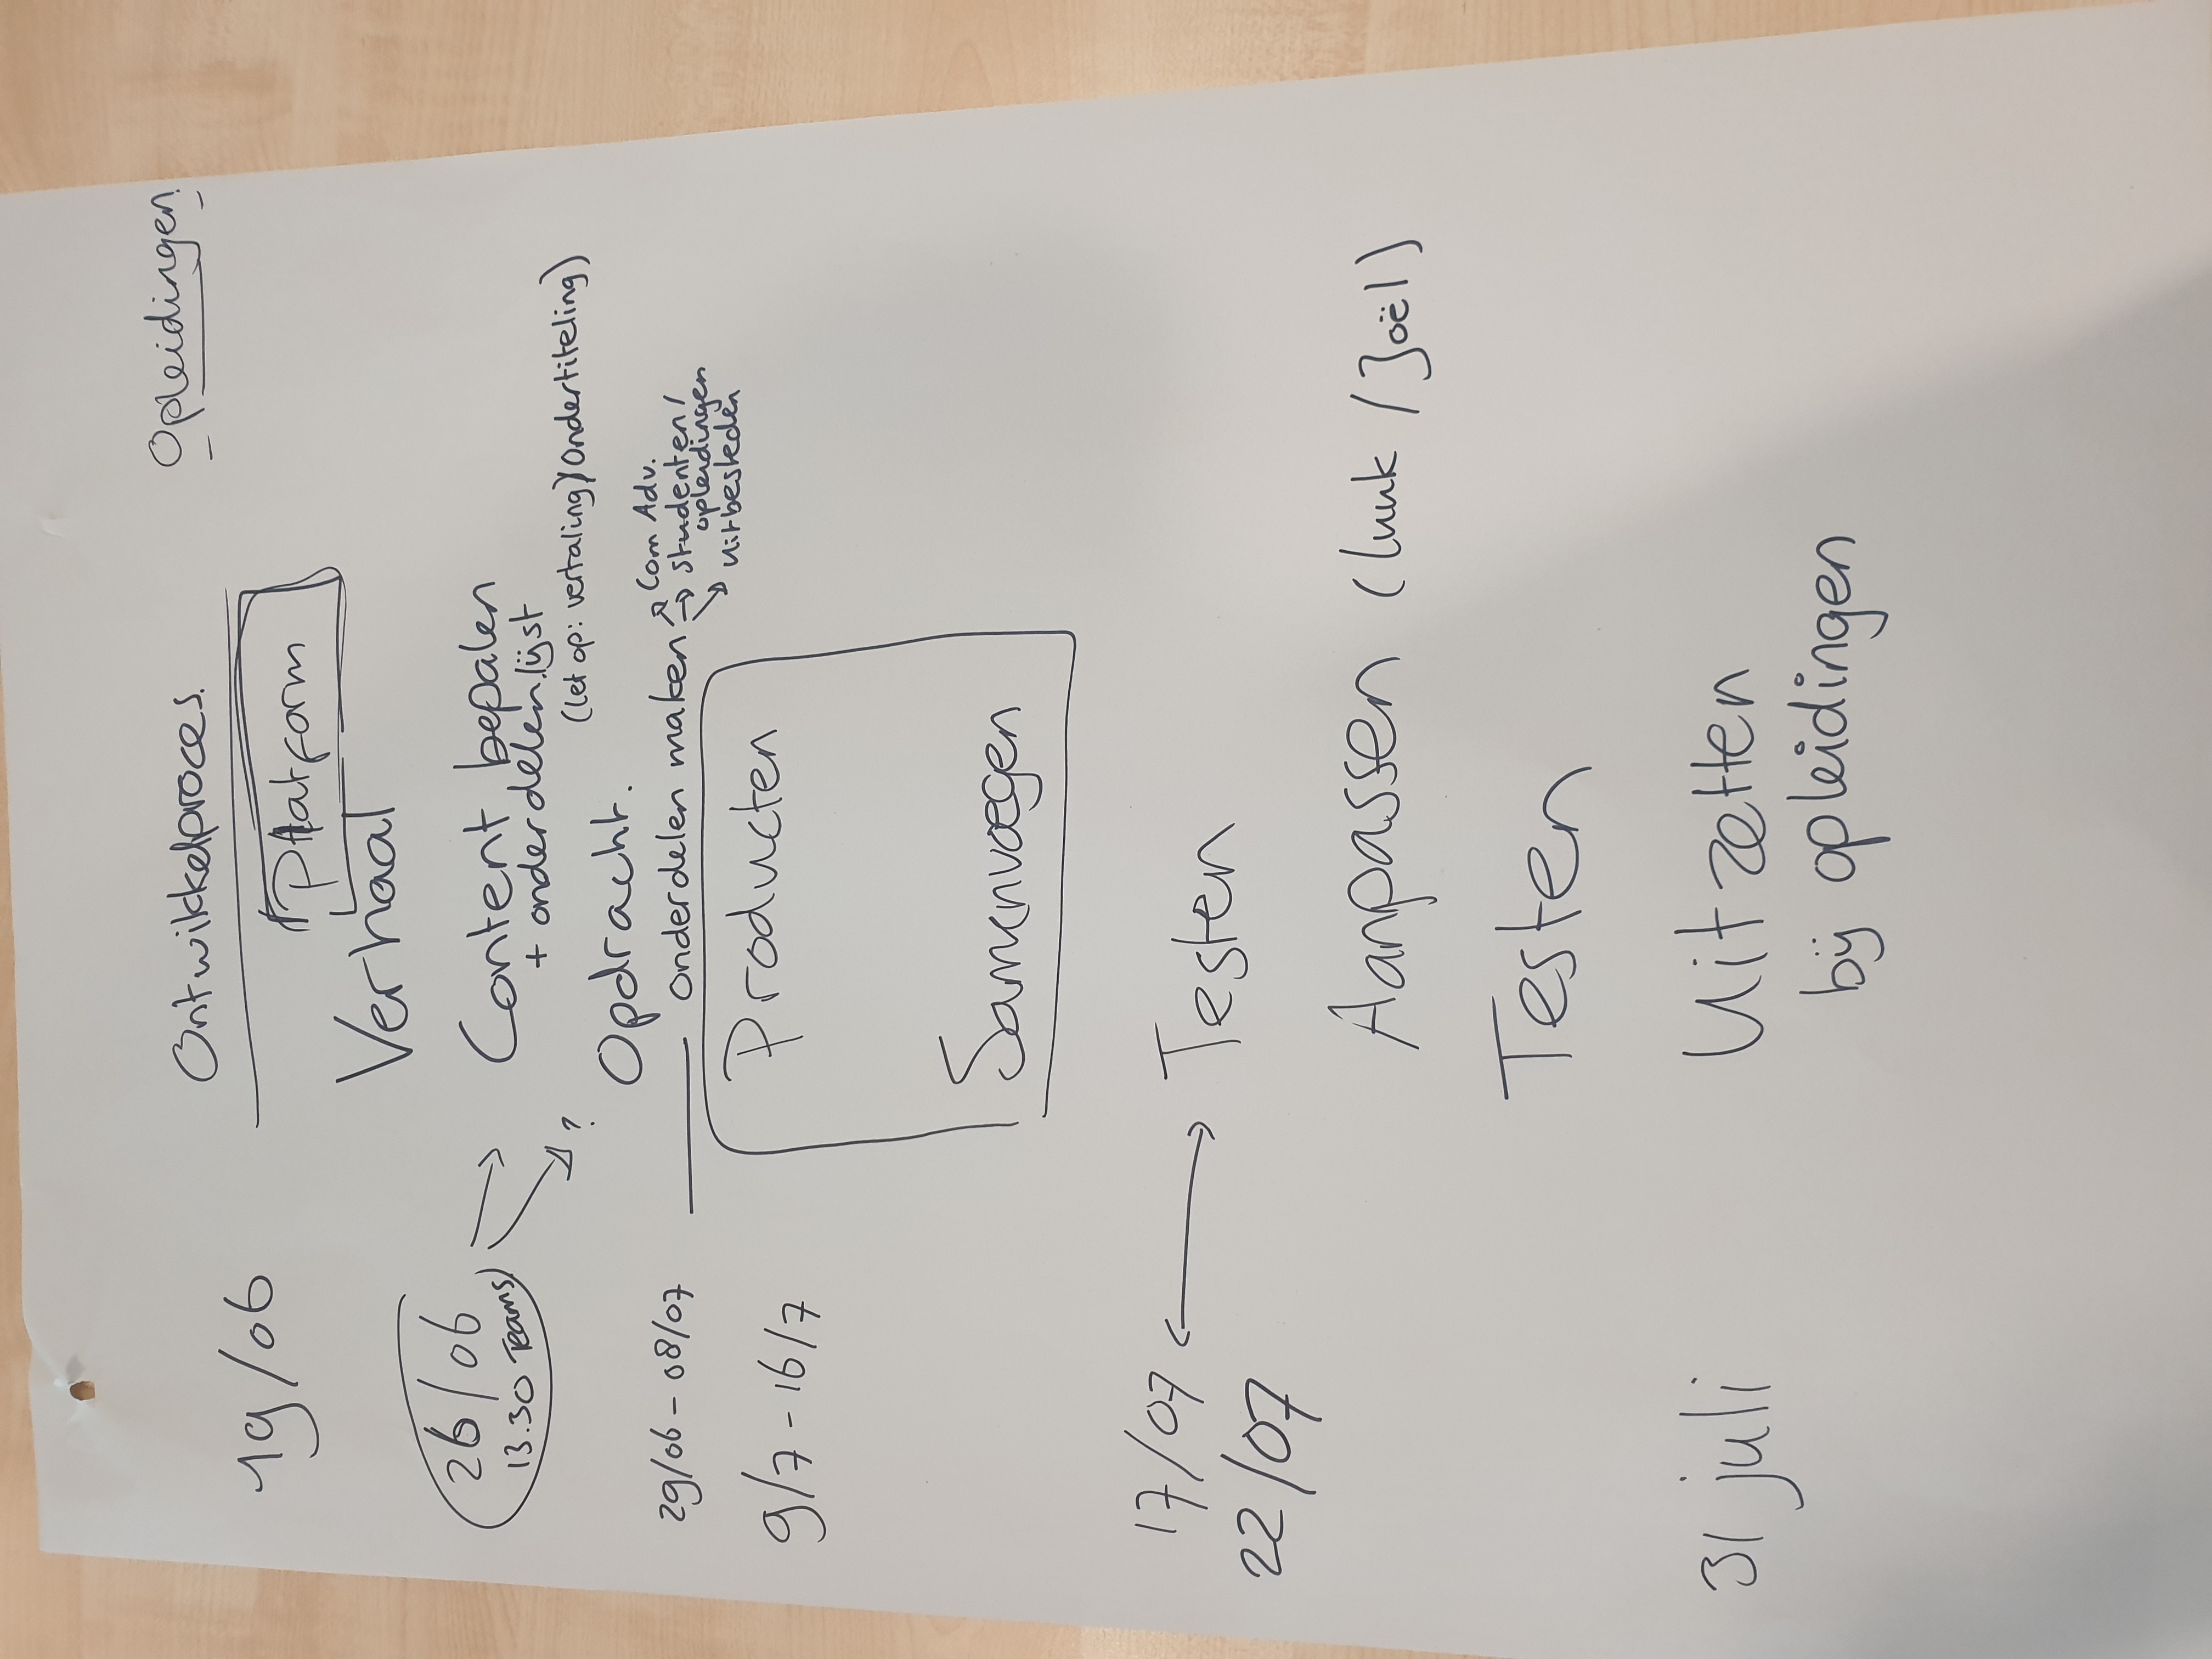 Ontwikkelproces.
Opleidingen.
19/06
Platform
Verhaal
26/06
13.30 Teams
Content bepalen
+ onderdelenlijst
(let op: vertaling/ondertiteling)
?
Opdracht.
29/06 - 08/07
onderdelen maken
Com Adv.
studenten/
opleidingen
uitbesteden
9/7 - 16/7
Producten
Samenvoegen
17/07
Testen
22/07
Aanpassen (Luuk / Joël)
Testen
31 juli
Uitzetten
bij opleidingen